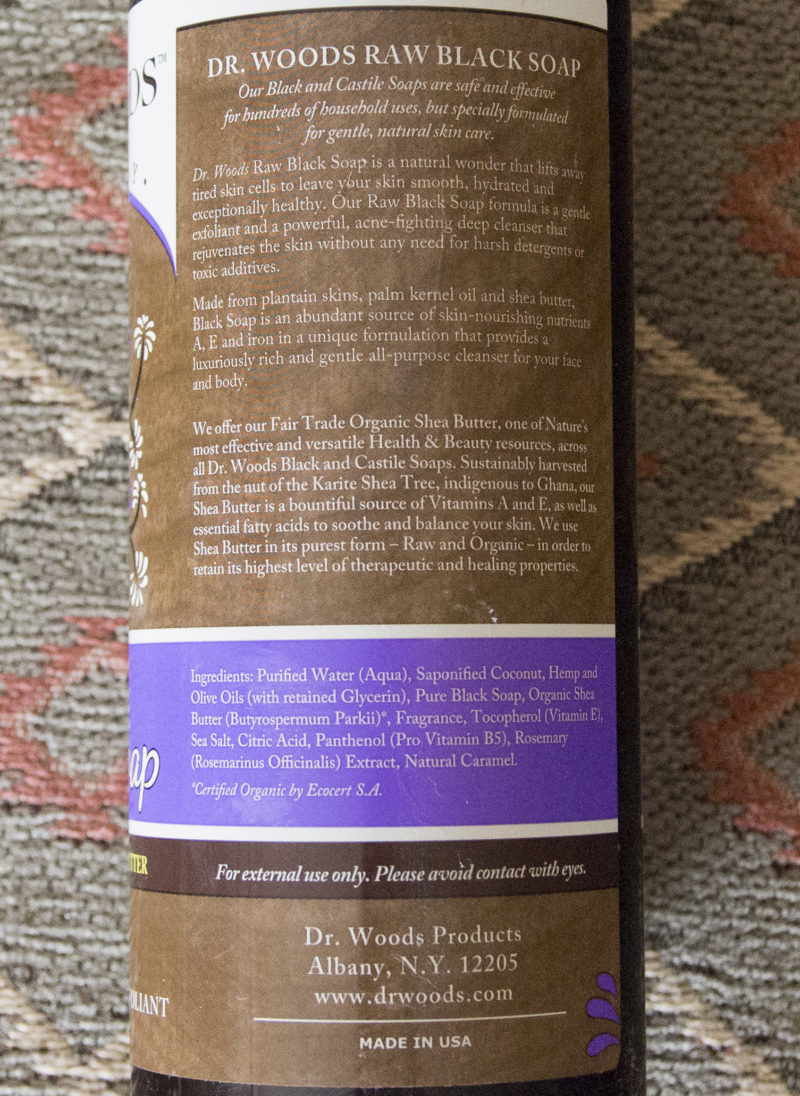 DS™
Y.
DR. WOODS RAW BLACK SOAP
Our Black and Castile Soaps are safe and effective
for hundreds of household uses, but specially formulated
for gentle, natural skin care.
Dr. Woods Raw Black Soap is a natural wonder that lifts away
tired skin cells to leave your skin smooth, hydrated and
exceptionally healthy. Our Raw Black Soap formula is a gentle
exfoliant and a powerful, acne-fighting deep cleanser that
rejuvenates the skin without any need for harsh detergents or
toxic additives.
Made from plantain skins, palm kernel oil and shea butter,
Black Soap is an abundant source of skin-nourishing nutrients
A, E and iron in a unique formulation that provides a
luxuriously rich and gentle all-purpose cleanser for your face
and body.
We offer our Fair Trade Organic Shea Butter, one of Nature's
most effective and versatile Health & Beauty resources, across
all Dr. Woods Black and Castile Soaps. Sustainably harvested
from the nut of the Karite Shea Tree, indigenous to Ghana, our
Shea Butter is a bountiful source of Vitamins A and E, as well as
essential fatty acids to soothe and balance your skin. We use
Shea Butter in its purest form – Raw and Organic – in order to
retain its highest level of therapeutic and healing properties.
Ingredients: Purified Water (Aqua), Saponified Coconut, Hemp and
Olive Oils (with retained Glycerin), Pure Black Soap, Organic Shea
Butter (Butyrospermum Parkii)*, Fragrance, Tocopherol (Vitamin E),
Sea Salt, Citric Acid, Panthenol (Pro Vitamin B5), Rosemary
(Rosemarinus Officinalis) Extract, Natural Caramel.
*Certified Organic by Ecocert S.A.
ap
TTER
For external use only. Please avoid contact with eyes.
Dr. Woods Products
Albany, N.Y. 12205
www.drwoods.com
OLIANT
MADE IN USA